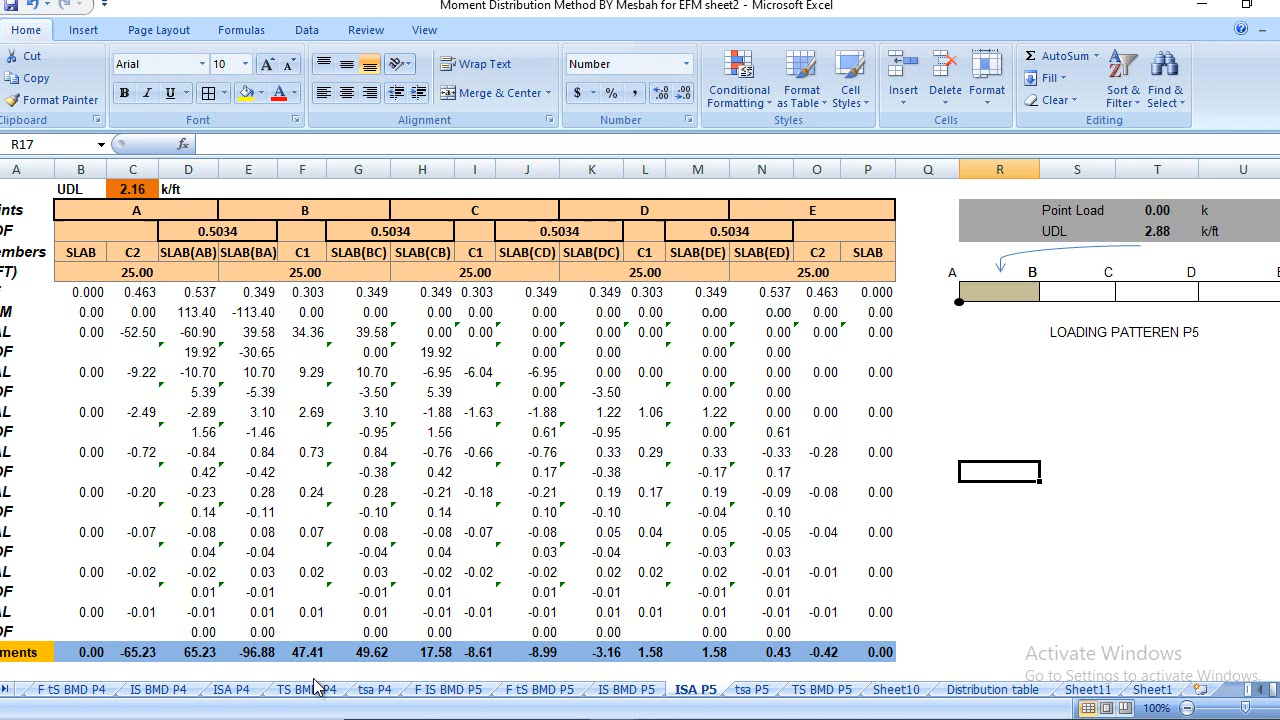 Moment Distribution Method BY Mesbah for EFM sheet2 - Microsoft Excel
Home Insert Page Layout Formulas Data Review View
Cut
Copy
Format Painter
Clipboard
Arial 10
B I U
Font
Wrap Text
Merge & Center
Alignment
Number
$ % ,
Number
Conditional Formatting
Format as Table
Cell Styles
Styles
Insert Delete Format
Cells
AutoSum
Fill
Clear
Sort & Filter
Find & Select
Editing
R17 fx
A B C D E F G H I J K L M N O P Q R S T U
UDL 2.16 k/ft
ints A B C D E
OF 0.5034 0.5034 0.5034 0.5034
embers SLAB C2 SLAB(AB) SLAB(BA) C1 SLAB(BC) SLAB(CB) C1 SLAB(CD) SLAB(DC) C1 SLAB(DE) SLAB(ED) C2 SLAB
FT) 25.00 25.00 25.00 25.00 25.00
0.000 0.463 0.537 0.349 0.303 0.349 0.349 0.303 0.349 0.349 0.303 0.349 0.537 0.463 0.000
M 0.00 0.00 113.40 -113.40 0.00 0.00 0.00 0.00 0.00 0.00 0.00 0.00 0.00 0.00 0.00
AL 0.00 -52.50 -60.90 39.58 34.36 39.58 0.00 0.00 0.00 0.00 0.00 0.00 0.00 0.00 0.00
OF 19.92 -30.65 0.00 19.92 0.00 0.00 0.00 0.00
AL 0.00 -9.22 -10.70 10.70 9.29 10.70 -6.95 -6.04 -6.95 0.00 0.00 0.00 0.00 0.00 0.00
OF 5.39 -5.39 -3.50 5.39 0.00 -3.50 0.00 0.00
AL 0.00 -2.49 -2.89 3.10 2.69 3.10 -1.88 -1.63 -1.88 1.22 1.06 1.22 0.00 0.00 0.00
OF 1.56 -1.46 -0.95 1.56 0.61 -0.95 0.00 0.61
AL 0.00 -0.72 -0.84 0.84 0.73 0.84 -0.76 -0.66 -0.76 0.33 0.29 0.33 -0.33 -0.28 0.00
OF 0.42 -0.42 -0.38 0.42 0.17 -0.38 -0.17 0.17
AL 0.00 -0.20 -0.23 0.28 0.24 0.28 -0.21 -0.18 -0.21 0.19 0.17 0.19 -0.09 -0.08 0.00
OF 0.14 -0.11 -0.10 0.14 0.10 -0.10 -0.04 0.10
AL 0.00 -0.07 -0.08 0.08 0.07 0.08 -0.08 -0.07 -0.08 0.05 0.04 0.05 -0.05 -0.04 0.00
OF 0.04 -0.04 -0.04 0.04 0.03 -0.04 -0.03 0.03
AL 0.00 -0.02 -0.02 0.03 0.02 0.03 -0.02 -0.02 -0.02 0.02 0.02 0.02 -0.01 -0.01 0.00
OF 0.01 -0.01 -0.01 0.01 0.01 -0.01 -0.01 0.01
AL 0.00 -0.01 -0.01 0.01 0.01 0.01 -0.01 -0.01 -0.01 0.01 0.01 0.01 -0.01 -0.01 0.00
OF 0.00 0.00 0.00 0.00 0.00 0.00 0.00 0.00
ments 0.00 -65.23 65.23 -96.88 47.41 49.62 17.58 -8.61 -8.99 -3.16 1.58 1.58 0.43 -0.42 0.00
Point Load 0.00 k
UDL 2.88 k/ft
A B C D E
LOADING PATTEREN P5
Activate Windows
Go to Settings to activate Windows.
F tS BMD P4 IS BMD P4 ISA P4 TS BMD P4 tsa P4 F IS BMD P5 F tS BMD P5 IS BMD P5 ISA P5 tsa P5 TS BMD P5 Sheet10 Distribution table Sheet11 Sheet1
100%